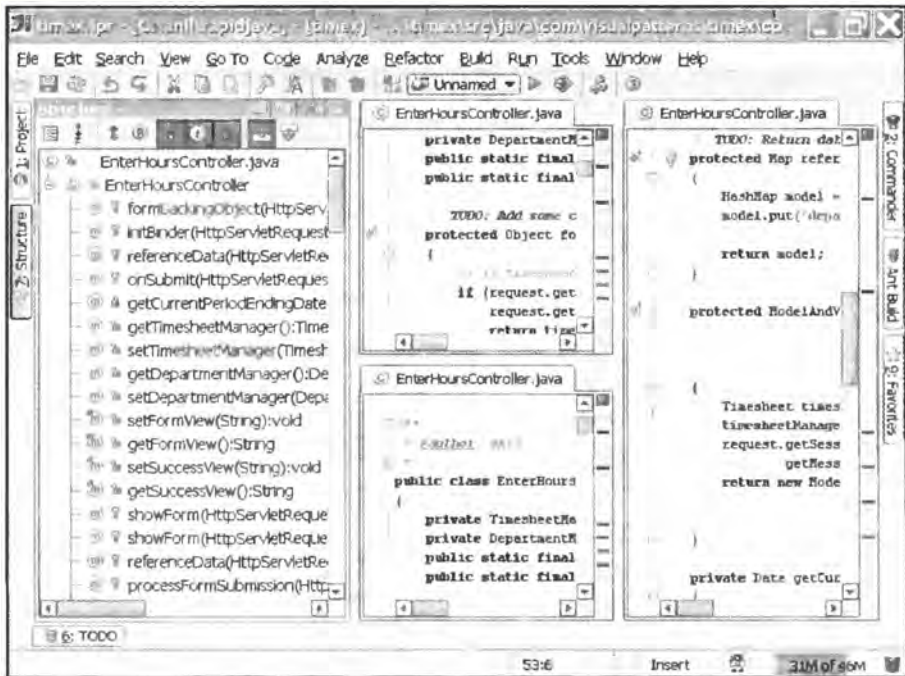 timex.ipr -
File Edit Search View Go To Code Analyze Refactor Build Run Tools Window Help
Unnamed
1: Project
2: Structure
EnterHoursController.java
EnterHoursController
formBackingObject(HttpServ
initBinder(HttpServletRequest
referenceData(HttpServletRe
onSubmit(HttpServletReques
getCurrentPeriodEndingDate
getTimesheetManager():Time
setTimesheetManager(Timesh
getDepartmentManager():De
setDepartmentManager(Depa
setFormView(String):void
getFormView():String
setSuccessView(String):void
getSuccessView():String
showForm(HttpServletReque
showForm(HttpServletReque
referenceData(HttpServletRe
processFormSubmission(Http
EnterHoursController.java
private DepartmentM
public static final
public static final
TODO: Add some c
protected Object fo
{
if (request.get
request.get
return time
EnterHoursController.java
public class EnterHours
{
private TimesheetMa
private DepartmentM
public static final
public static final
EnterHoursController.java
TODO: Return dat
protected Map refer
{
HashMap model =
model.put("depa
return model;
}
protected ModelAndV
{
Timesheet times
timesheetManage
request.getSess
getMess
return new Mode
}
private Date getCur
{
2: Commander
Ant Build
9: Favorites
6: TODO
53:6 Insert 31M of 46M